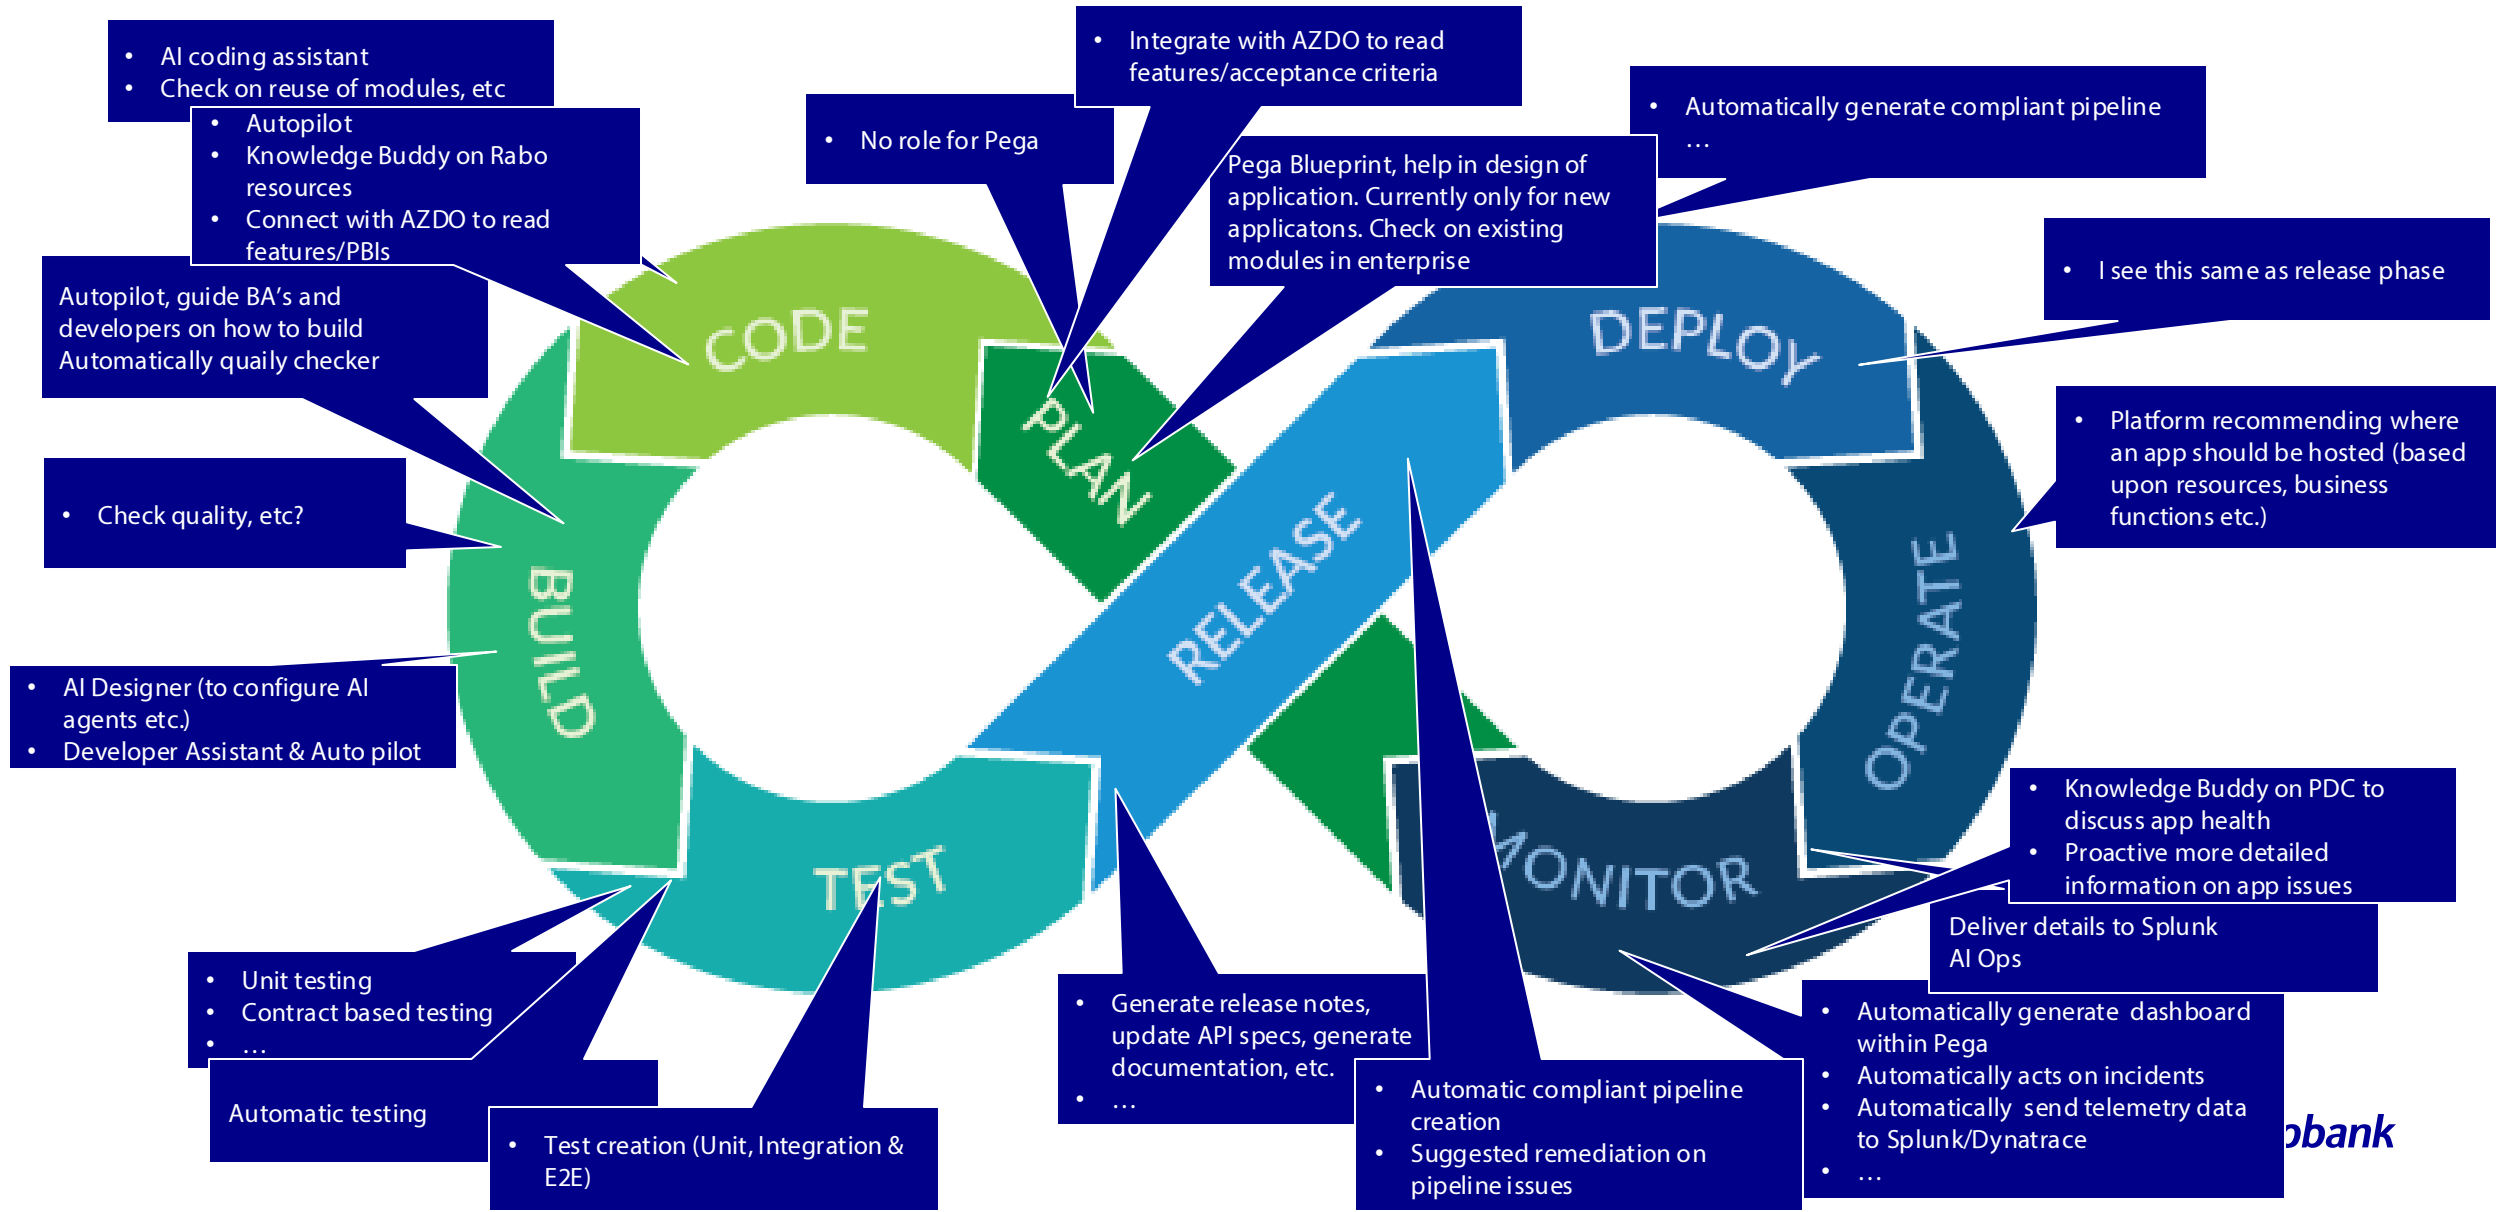 • AI coding assistant
• Check on reuse of modules, etc
• Autopilot
• Knowledge Buddy on Rabo
resources
• Connect with AZDO to read
features/PBIs
Autopilot, guide BA's and
developers on how to build
Automatically quaily checker
• Check quality, etc?
• AI Designer (to configure AI
agents etc.)
• Developer Assistant & Auto pilot
• No role for Pega
• Integrate with AZDO to read
features/acceptance criteria
Pega Blueprint, help in design of
application. Currently only for new
applicatons. Check on existing
modules in enterprise
• Automatically generate compliant pipeline
…
• I see this same as release phase
• Platform recommending where
an app should be hosted (based
upon resources, business
functions etc.)
CODE
PLAN
BUILD
TEST
RELEASE
DEPLOY
OPERATE
MONITOR
• Unit testing
• Contract based testing
• …
Automatic testing
• Test creation (Unit, Integration &
E2E)
• Generate release notes,
update API specs, generate
documentation, etc.
• …
• Automatic compliant pipeline
creation
• Suggested remediation on
pipeline issues
• Knowledge Buddy on PDC to
discuss app health
• Proactive more detailed
information on app issues
Deliver details to Splunk
AI Ops
• Automatically generate dashboard
within Pega
• Automatically acts on incidents
• Automatically send telemetry data
to Splunk/Dynatrace
• …